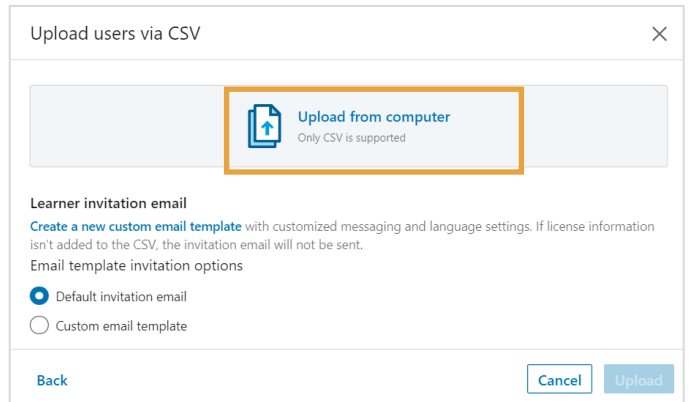 Upload users via CSV
Upload from computer
Only CSV is supported
Learner invitation email
Create a new custom email template with customized messaging and language settings. If license information
isn't added to the CSV, the invitation email will not be sent.
Email template invitation options
Default invitation email
Custom email template
Back
Cancel
Upload